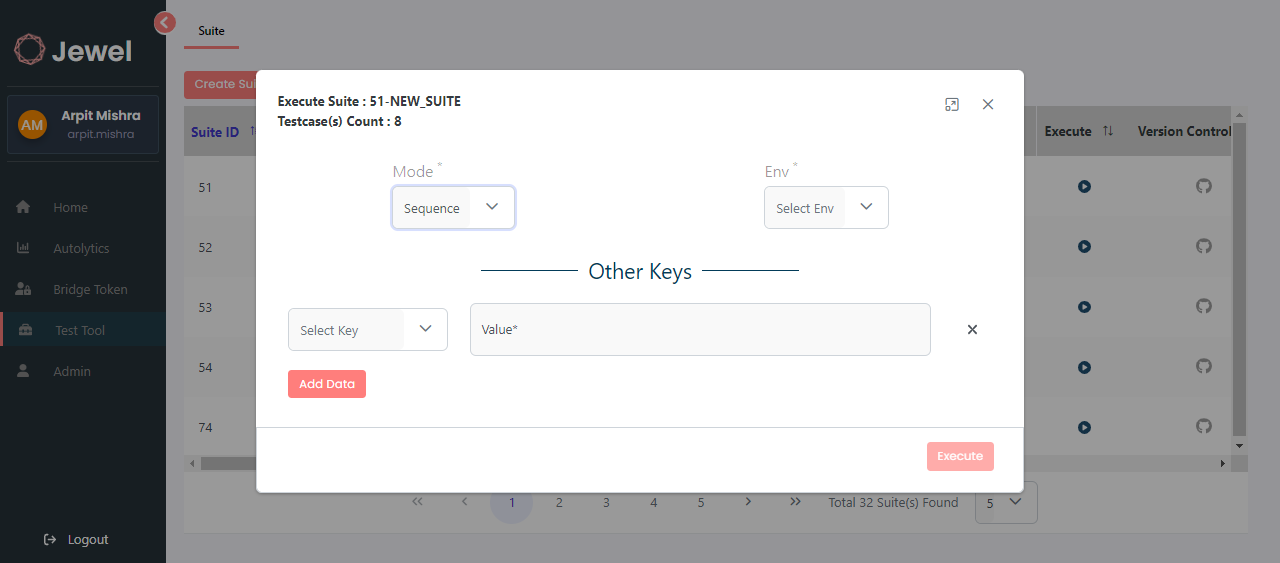 Jewel
AM
Arpit Mishra
arpit.mishra
Home
Autolytics
Bridge Token
Test Tool
Admin
Logout
Suite
Create Sui
Suite ID
Execute
Version Control
51
52
53
54
74
Execute Suite : 51-NEW_SUITE
Testcase(s) Count : 8
Mode *
Env *
Sequence
Select Env
Other Keys
Select Key
Value*
Add Data
Execute
1 2 3 4 5
Total 32 Suite(s) Found
5